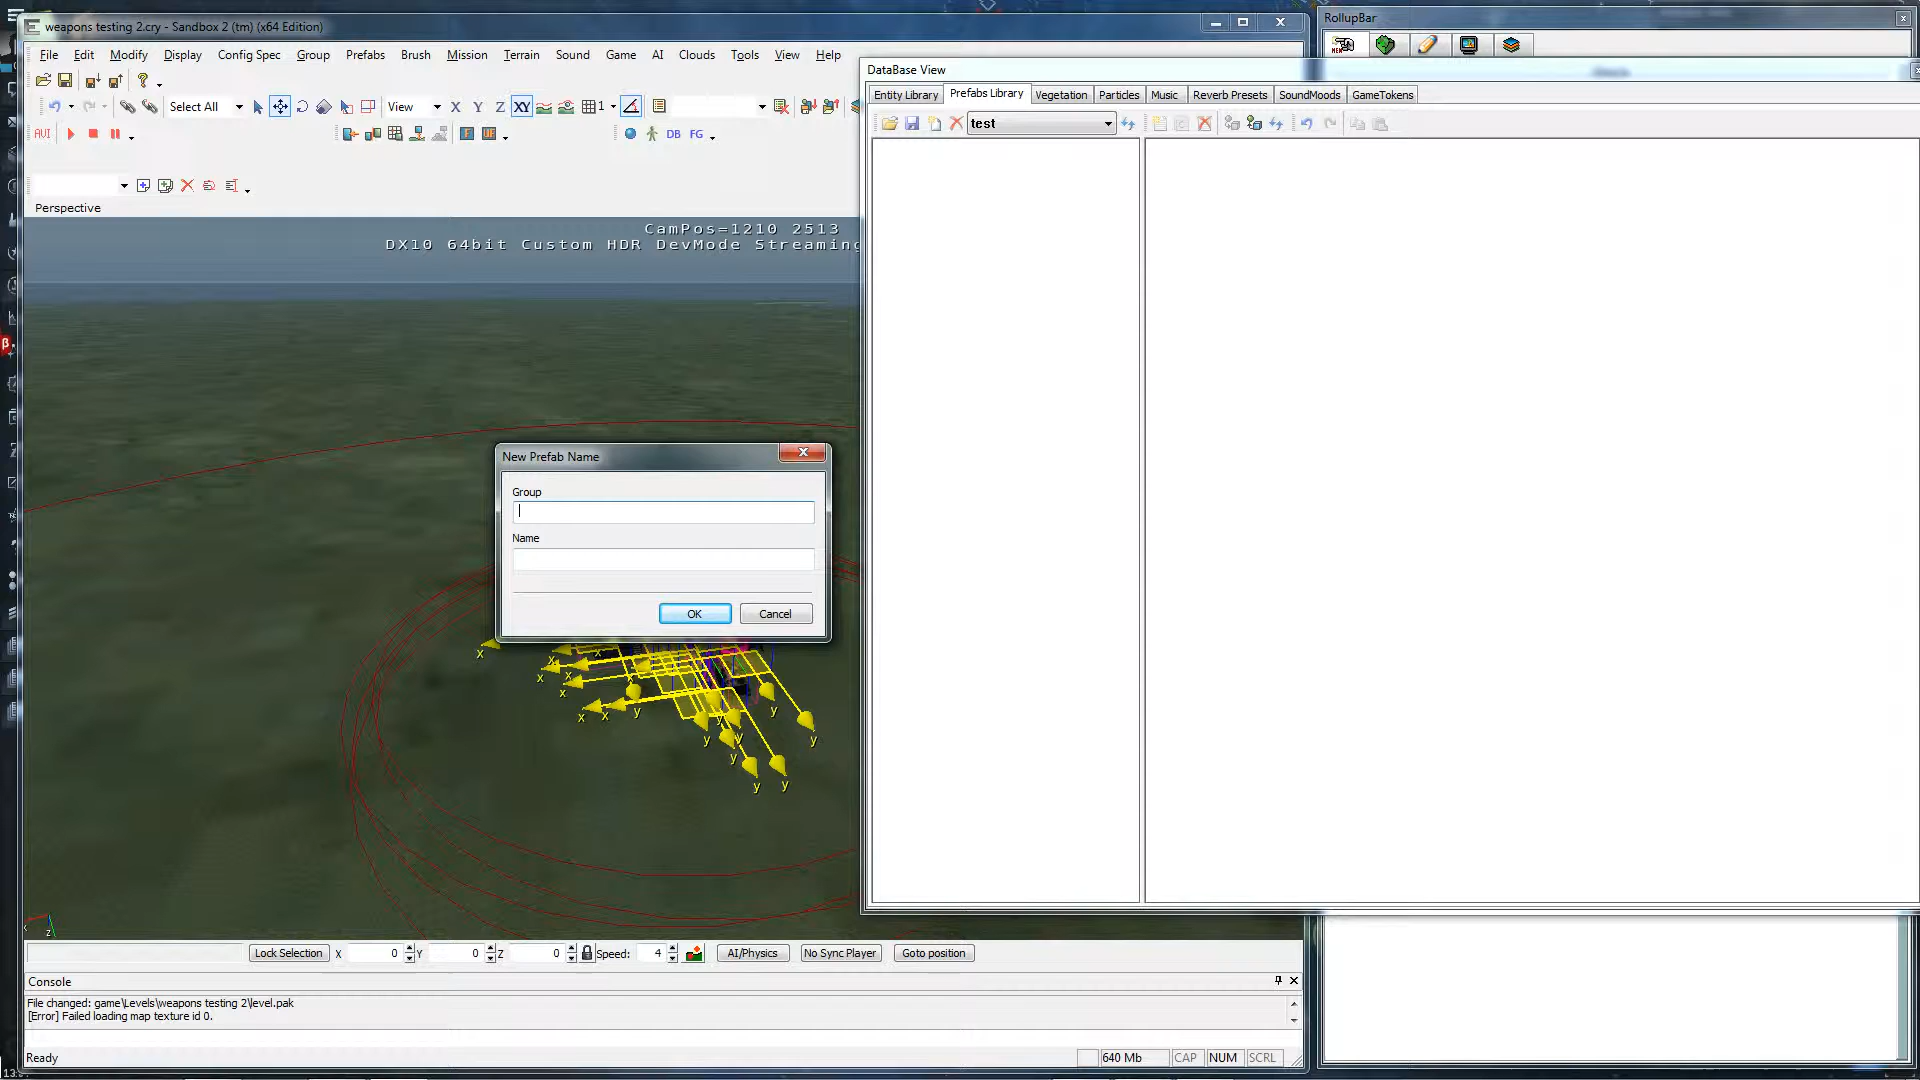 weapons testing 2.cry - Sandbox 2 (tm) (x64 Edition)
RollupBar
File Edit Modify Display Config Spec Group Prefabs Brush Mission Terrain Sound Game AI Clouds Tools View Help
DataBase View
Entity Library Prefabs Library Vegetation Particles Music Reverb Presets SoundMoods GameTokens
Select All View X Y Z XY 1
test
AVI DB FG
Perspective
CamPos=1210 2513
DX10 64bit Custom HDR DevMode Streaming
New Prefab Name
Group
Name
OK Cancel
x x x x x x x x x
y y y y y y y y y
z
Lock Selection X 0 Y 0 Z 0 Speed: 4 AI/Physics No Sync Player Goto position
Console
File changed: game\Levels\weapons testing 2\level.pak
[Error] Failed loading map texture id 0.
Ready 640 Mb CAP NUM SCRL